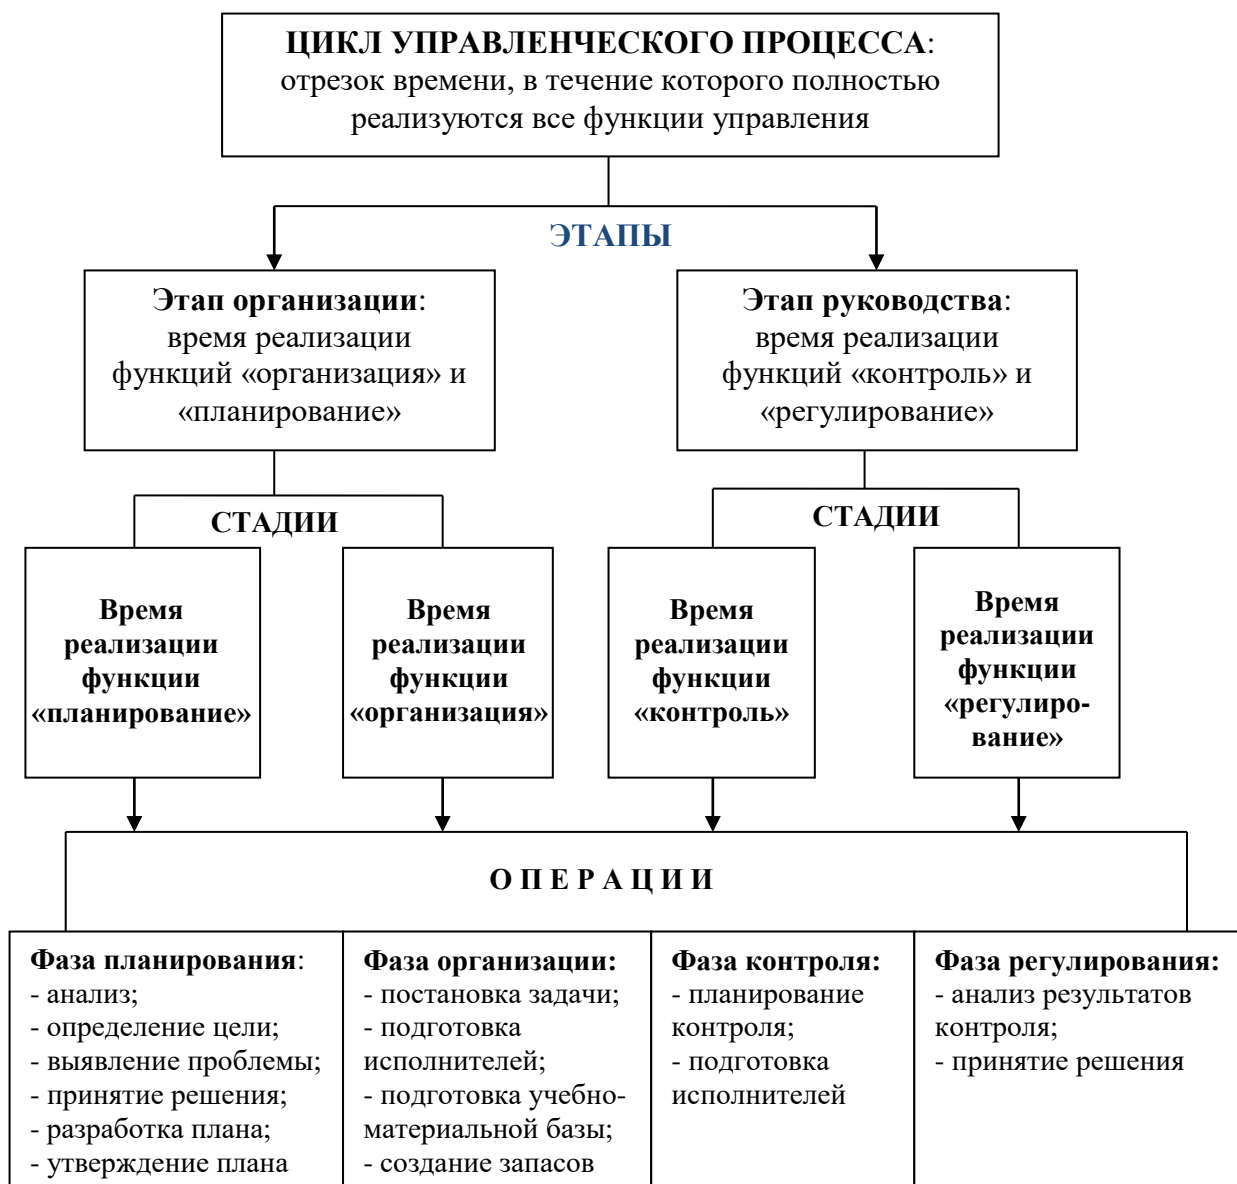 ЦИКЛ УПРАВЛЕНЧЕСКОГО ПРОЦЕССА:
отрезок времени, в течение которого полностью
реализуются все функции управления
ЭТАПЫ
Этап организации:
время реализации
функций «организация» и
«планирование»
Этап руководства:
время реализации
функций «контроль» и
«регулирование»
СТАДИИ
СТАДИИ
Время
реализации
функции
«планирование»
Время
реализации
функции
«организация»
Время
реализации
функции
«контроль»
Время
реализации
функции
«регулиро-
вание»
О П Е Р А Ц И И
Фаза планирования:
- анализ;
- определение цели;
- выявление проблемы;
- принятие решения;
- разработка плана;
- утверждение плана
Фаза организации:
- постановка задачи;
- подготовка
исполнителей;
- подготовка учебно-
материальной базы;
- создание запасов
Фаза контроля:
- планирование
контроля;
- подготовка
исполнителей
Фаза регулирования:
- анализ результатов
контроля;
- принятие решения